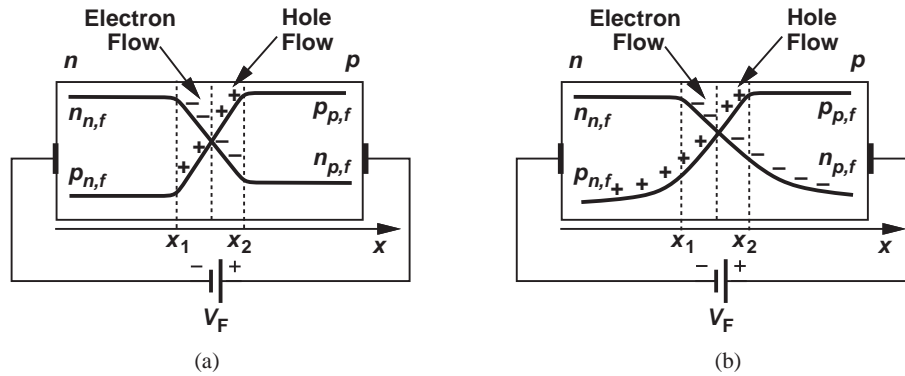 Electron
Flow
Hole
Flow
n
p
n_{n,f}
p_{p,f}
p_{n,f}
n_{p,f}
− − − −
+ + + +
x_1
x_2
x
− +
V_F
(a)
Electron
Flow
Hole
Flow
n
p
n_{n,f}
p_{p,f}
p_{n,f}
n_{p,f}
− − − − − −
+ + + + + + + +
x_1
x_2
x
− +
V_F
(b)